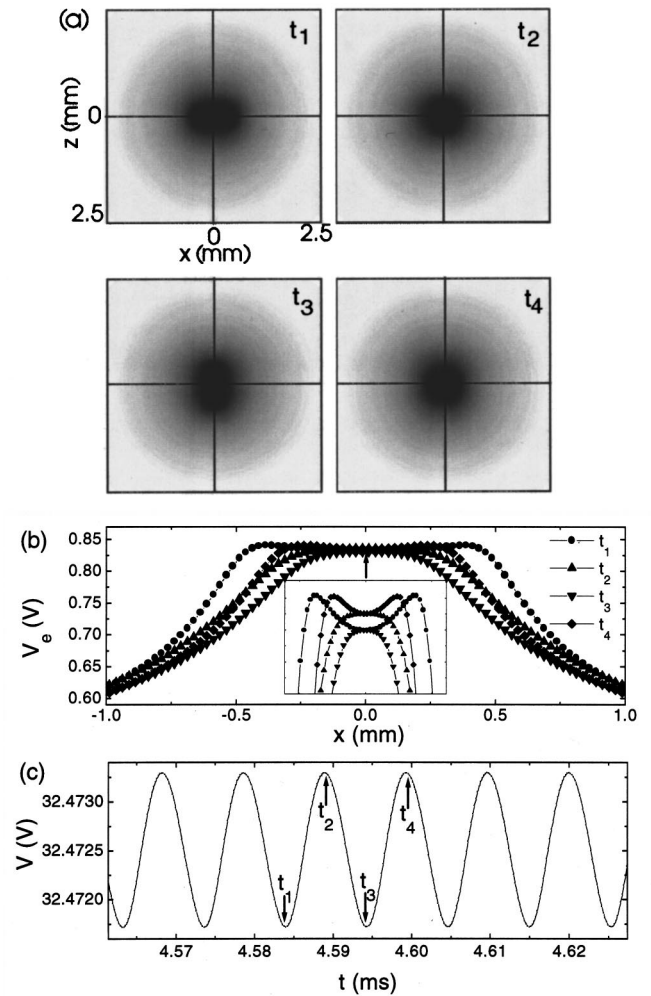 (a)
t1
t2
z (mm)
0
2.5
0
2.5
x (mm)
t3
t4
(b)
0.85
0.80
0.75
0.70
0.65
0.60
Ve (V)
t1
t2
t3
t4
-1.0 -0.5 0.0 0.5 1.0
x (mm)
(c)
32.4730
32.4725
32.4720
V (V)
t2
t4
t1
t3
4.57 4.58 4.59 4.60 4.61 4.62
t (ms)